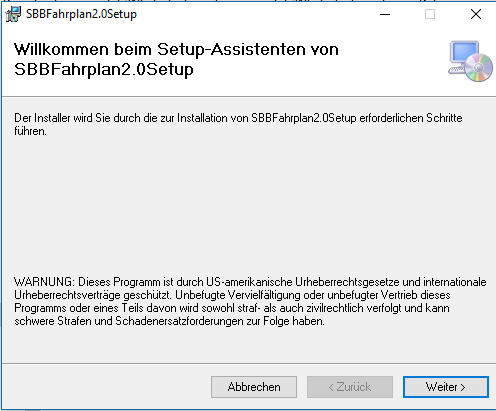 SBBFahrplan2.0Setup
Willkommen beim Setup-Assistenten von
SBBFahrplan2.0Setup
Der Installer wird Sie durch die zur Installation von SBBFahrplan2.0Setup erforderlichen Schritte
führen.
WARNUNG: Dieses Programm ist durch US-amerikanische Urheberrechtsgesetze und internationale
Urheberrechtsverträge geschützt. Unbefugte Vervielfältigung oder unbefugter Vertrieb dieses
Programms oder eines Teils davon wird sowohl straf- als auch zivilrechtlich verfolgt und kann
schwere Strafen und Schadenersatzforderungen zur Folge haben.
Abbrechen
< Zurück
Weiter >